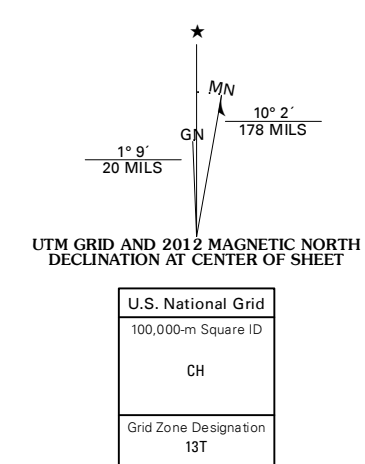 ★
MN
GN
10° 2´
178 MILS
1° 9´
20 MILS
UTM GRID AND 2012 MAGNETIC NORTH
DECLINATION AT CENTER OF SHEET
U.S. National Grid
100,000-m Square ID
CH
Grid Zone Designation
13T